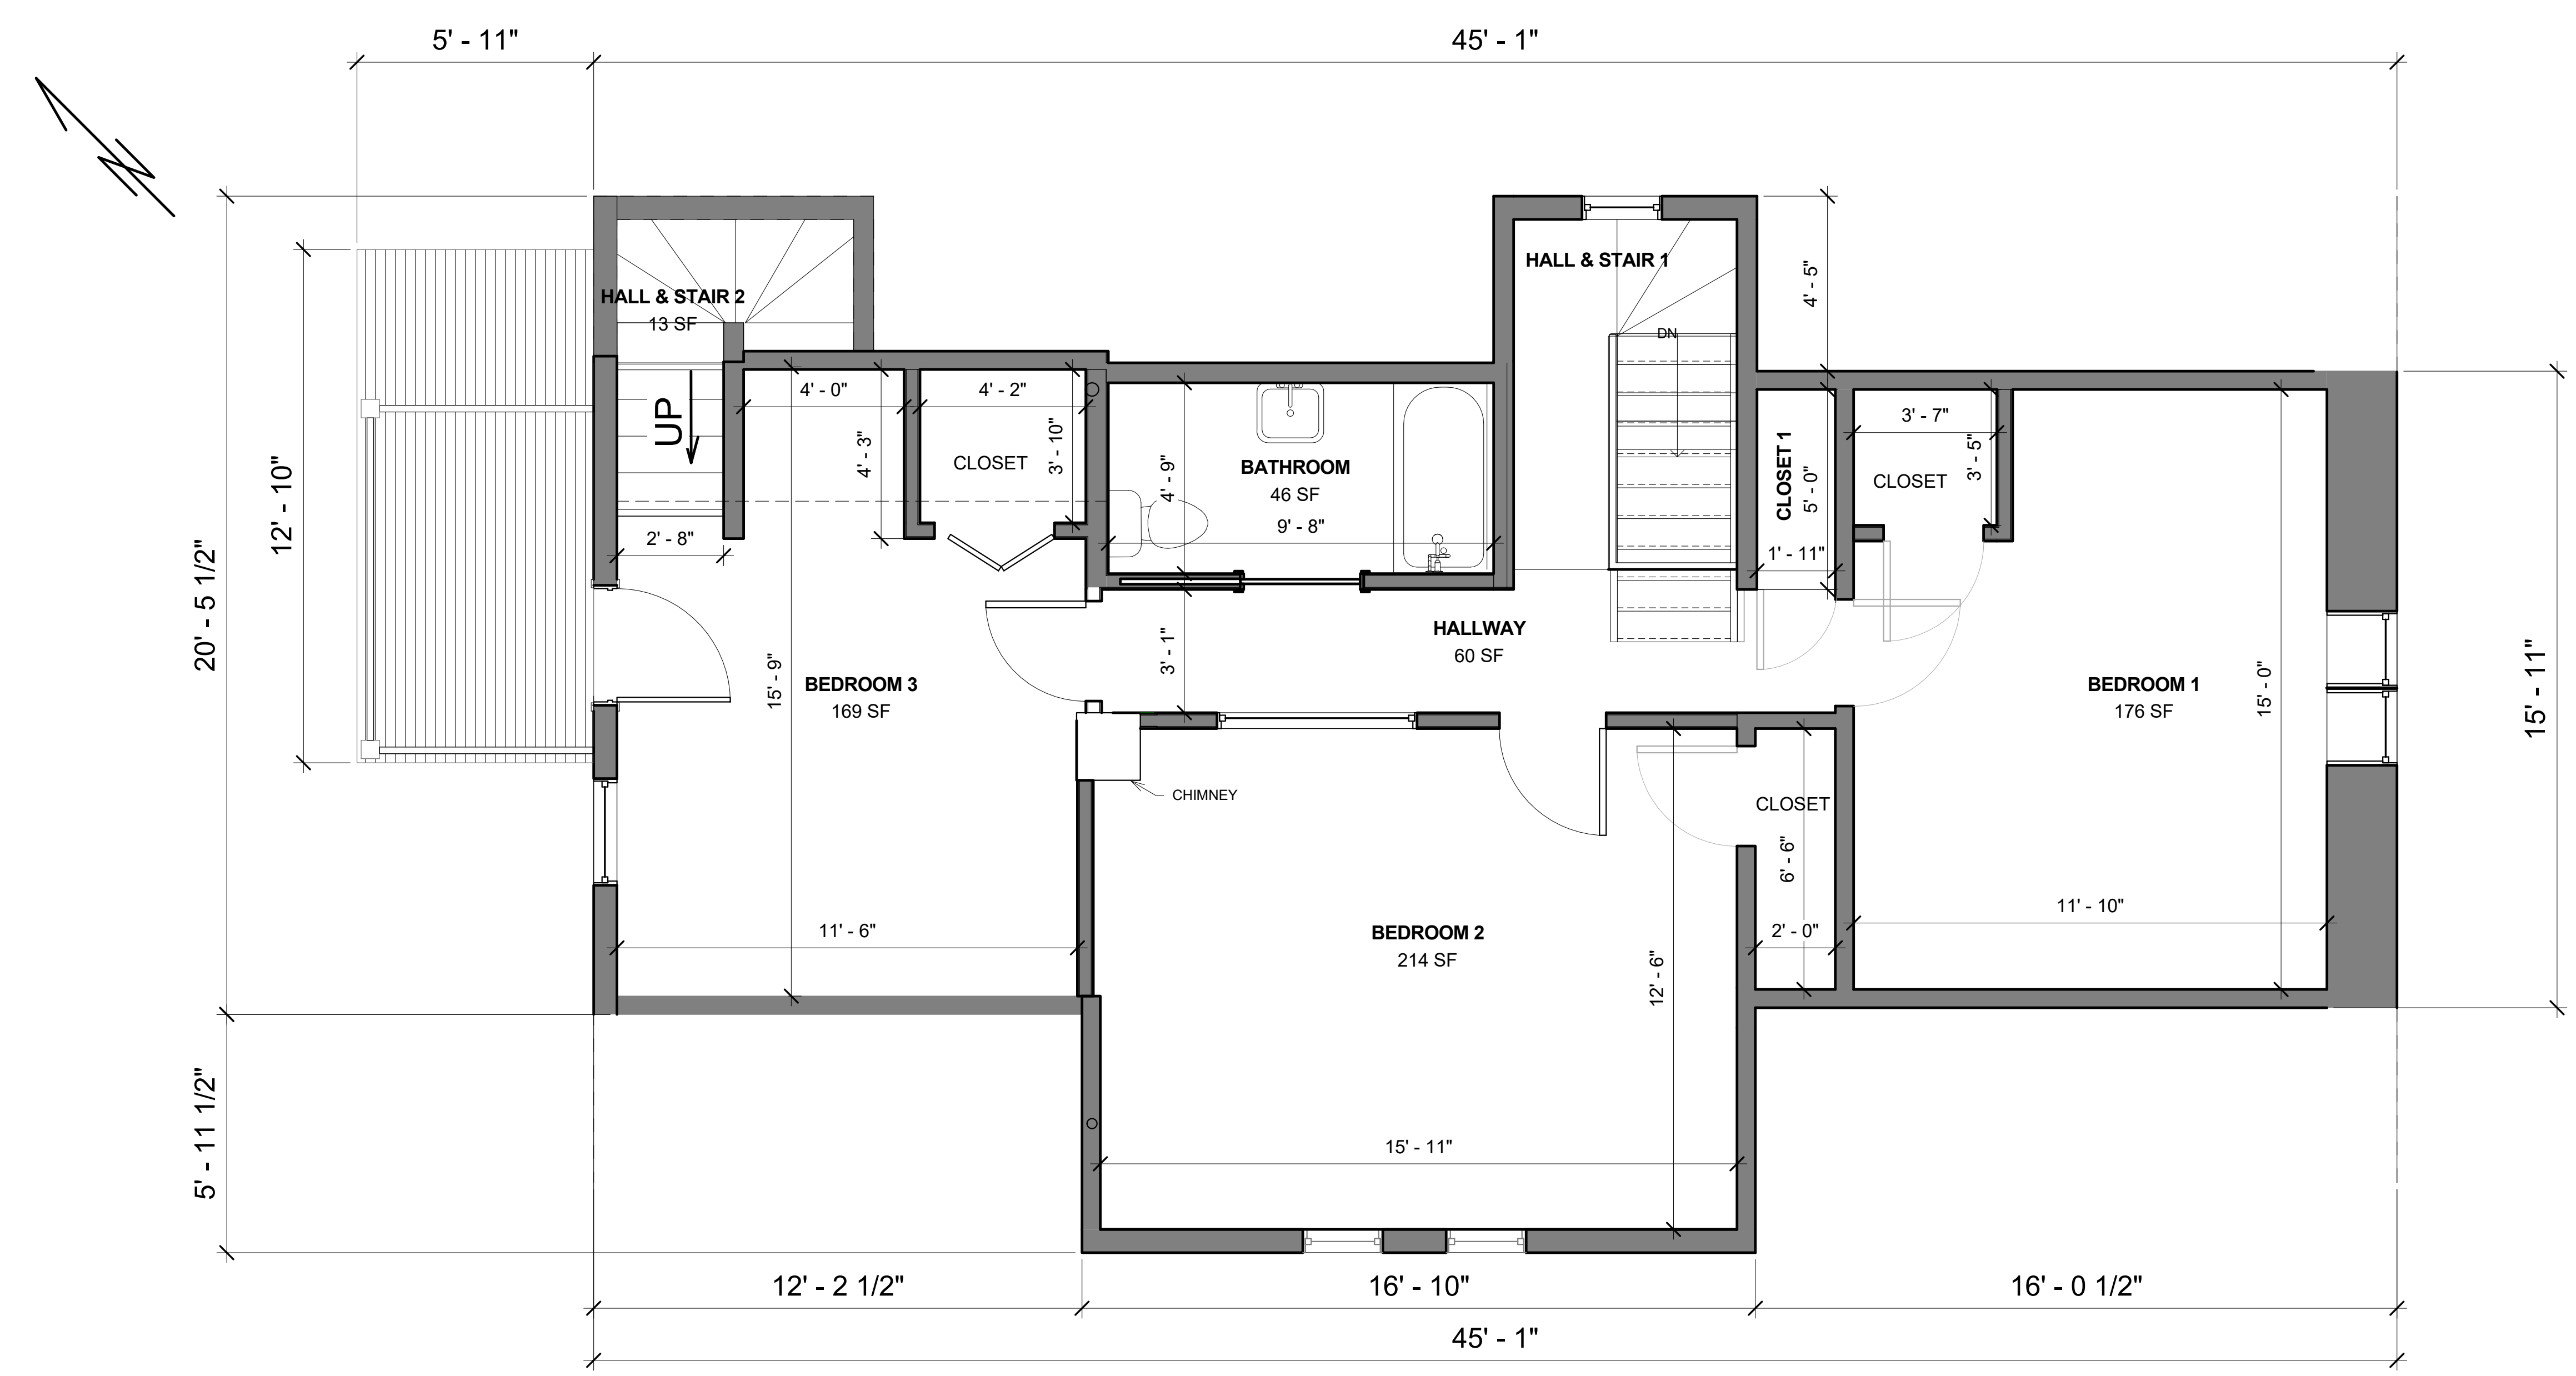 5' - 11"
45' - 1"
HALL & STAIR 1
4' - 5"
HALL & STAIR 2
13 SF
DN
UP
4' - 0"
4' - 2"
4' - 3"
3' - 10"
CLOSET
BATHROOM
46 SF
4' - 9"
9' - 8"
CLOSET 1
5' - 0"
1' - 11"
3' - 7"
3' - 5"
CLOSET
12' - 10"
20' - 5 1/2"
2' - 8"
3' - 1"
HALLWAY
60 SF
BEDROOM 3
169 SF
15' - 9"
BEDROOM 1
176 SF
15' - 0"
15' - 11"
CHIMNEY
CLOSET
6' - 6"
2' - 0"
11' - 10"
11' - 6"
BEDROOM 2
214 SF
12' - 6"
15' - 11"
5' - 11 1/2"
12' - 2 1/2"
16' - 10"
16' - 0 1/2"
45' - 1"